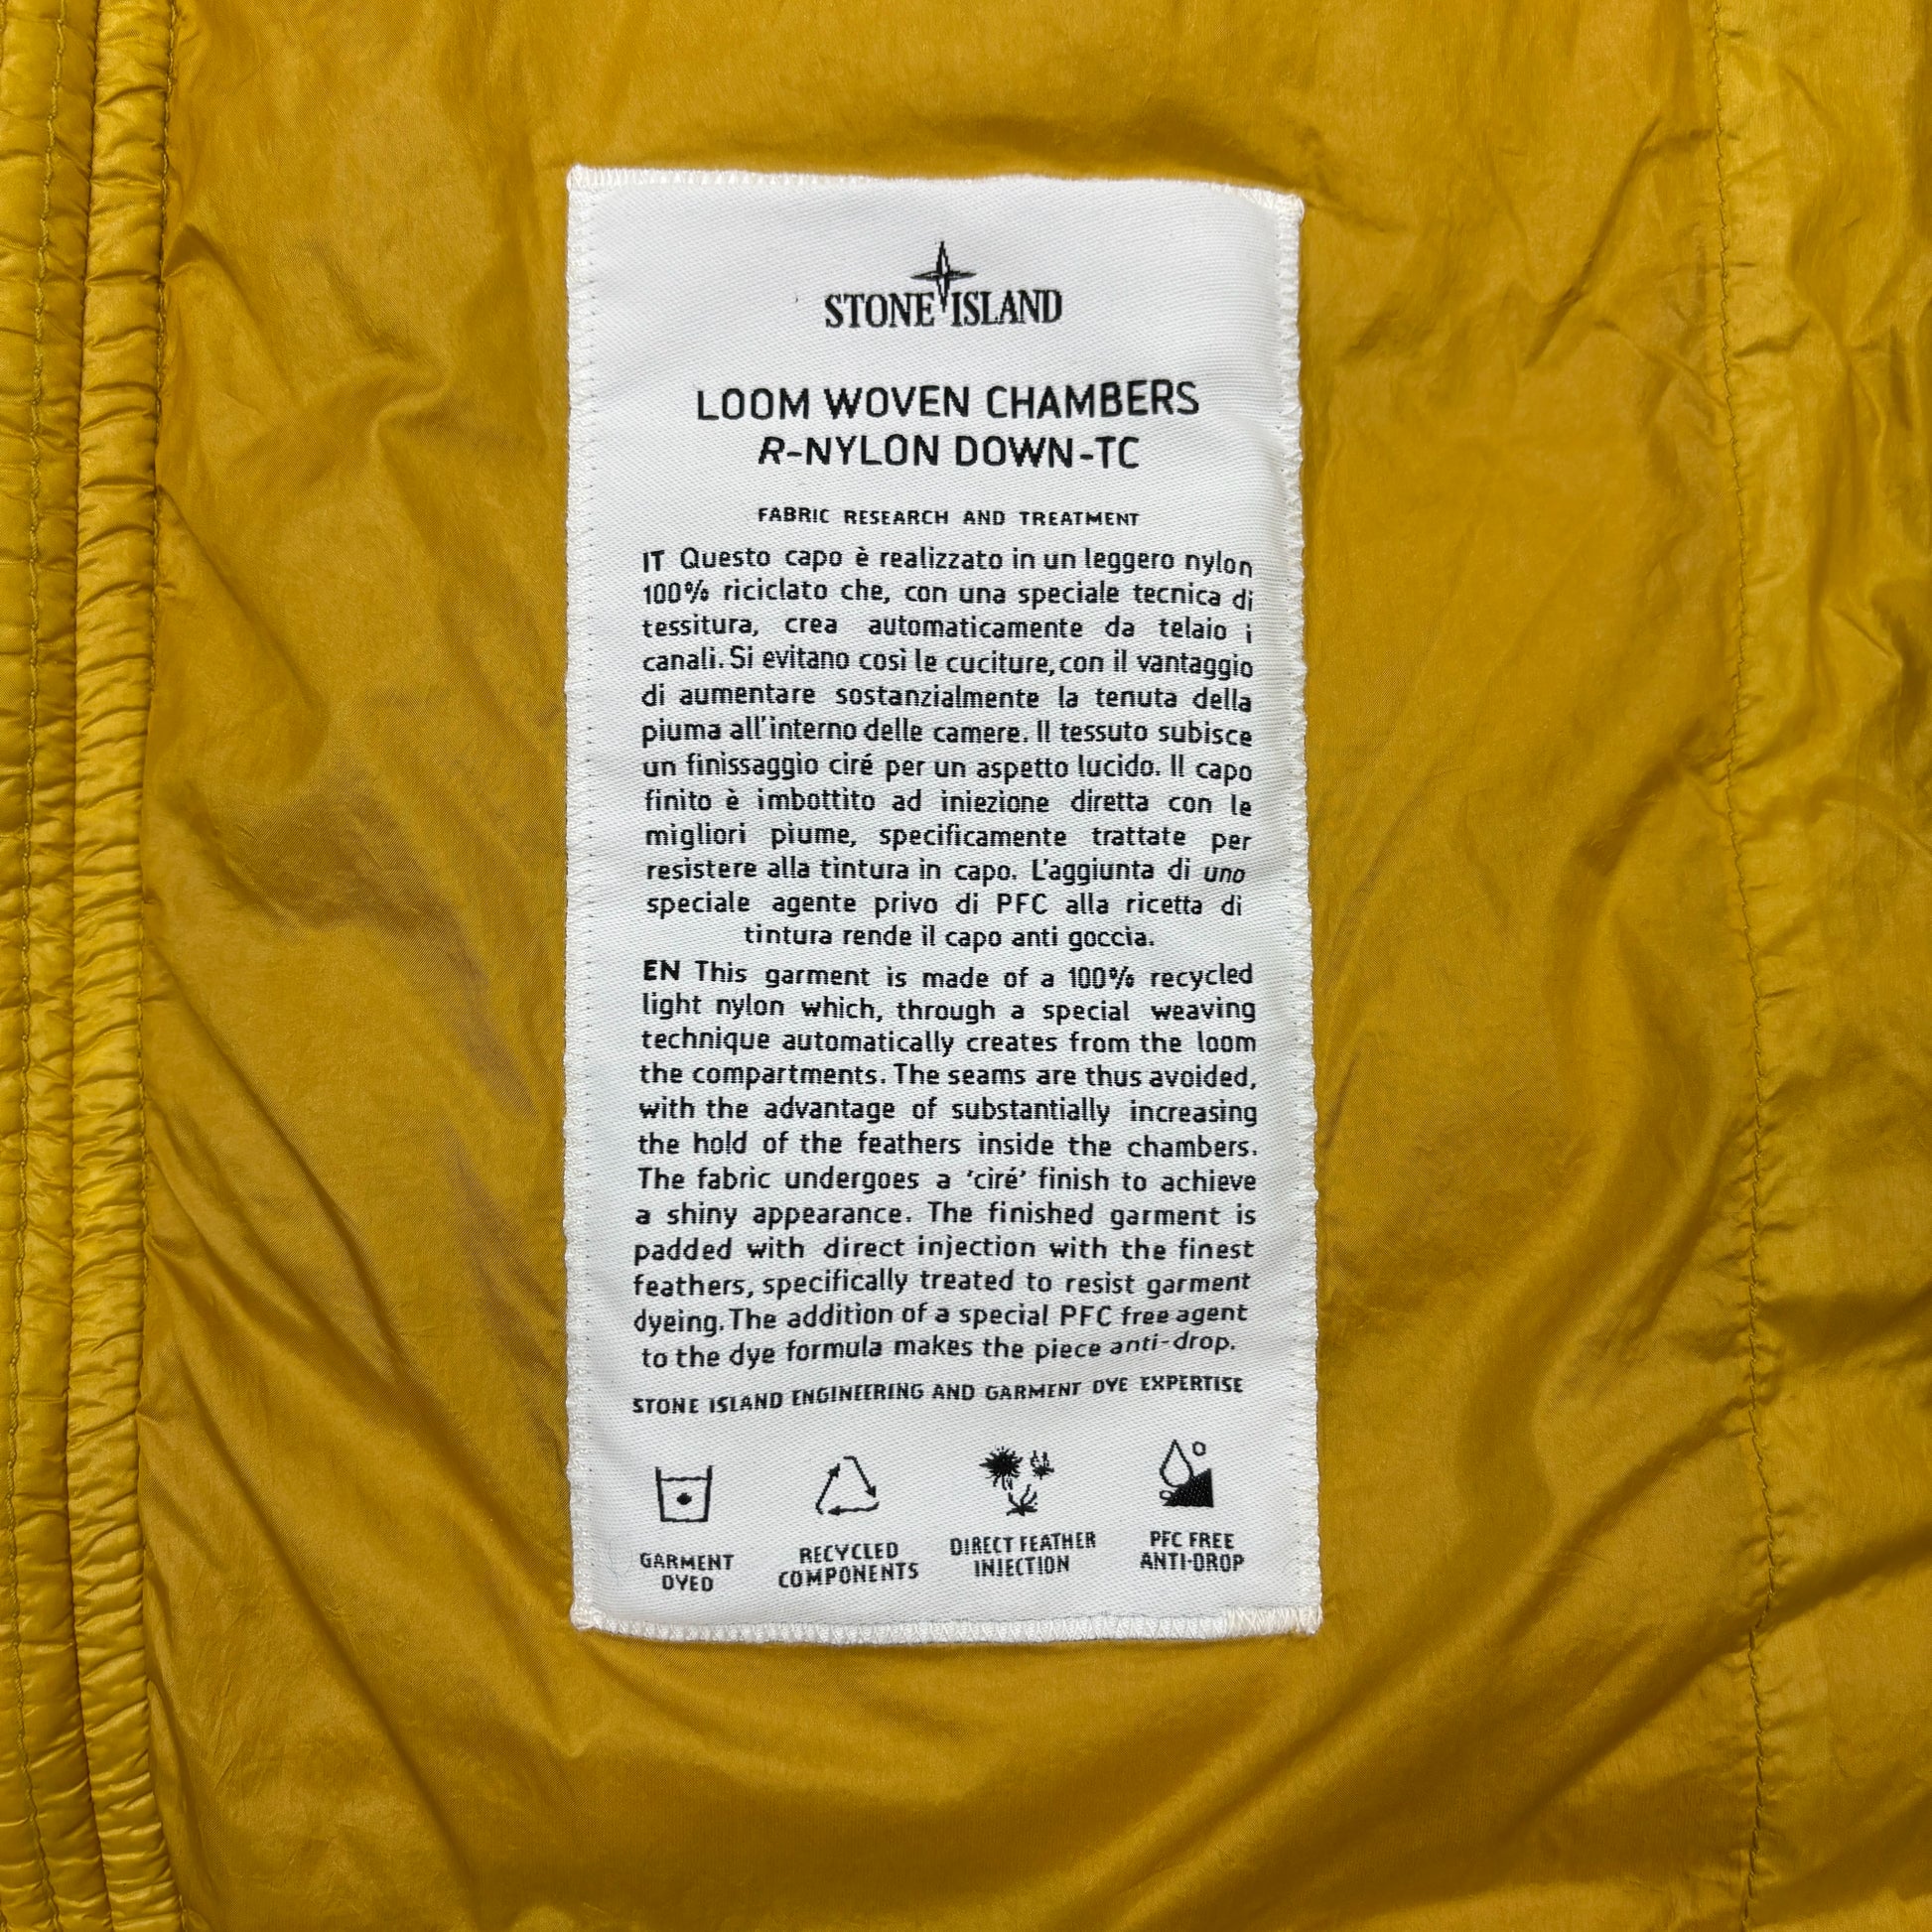 STONE ISLAND
LOOM WOVEN CHAMBERS
R-NYLON DOWN-TC
FABRIC RESEARCH AND TREATMENT
IT Questo capo è realizzato in un leggero nylon
100% riciclato che, con una speciale tecnica di
tessitura, crea automaticamente da telaio i
canali. Si evitano così le cuciture, con il vantaggio
di aumentare sostanzialmente la tenuta della
piuma all'interno delle camere. Il tessuto subisce
un finissaggio ciré per un aspetto lucido. Il capo
finito è imbottito ad iniezione diretta con le
migliori piume, specificamente trattate per
resistere alla tintura in capo. L'aggiunta di uno
speciale agente privo di PFC alla ricetta di
tintura rende il capo anti goccia.
EN This garment is made of a 100% recycled
light nylon which, through a special weaving
technique automatically creates from the loom
the compartments. The seams are thus avoided,
with the advantage of substantially increasing
the hold of the feathers inside the chambers.
The fabric undergoes a 'ciré' finish to achieve
a shiny appearance. The finished garment is
padded with direct injection with the finest
feathers, specifically treated to resist garment
dyeing. The addition of a special PFC free agent
to the dye formula makes the piece anti-drop.
STONE ISLAND ENGINEERING AND GARMENT DYE EXPERTISE
GARMENT
DYED
RECYCLED
COMPONENTS
DIRECT FEATHER
INJECTION
PFC FREE
ANTI-DROP